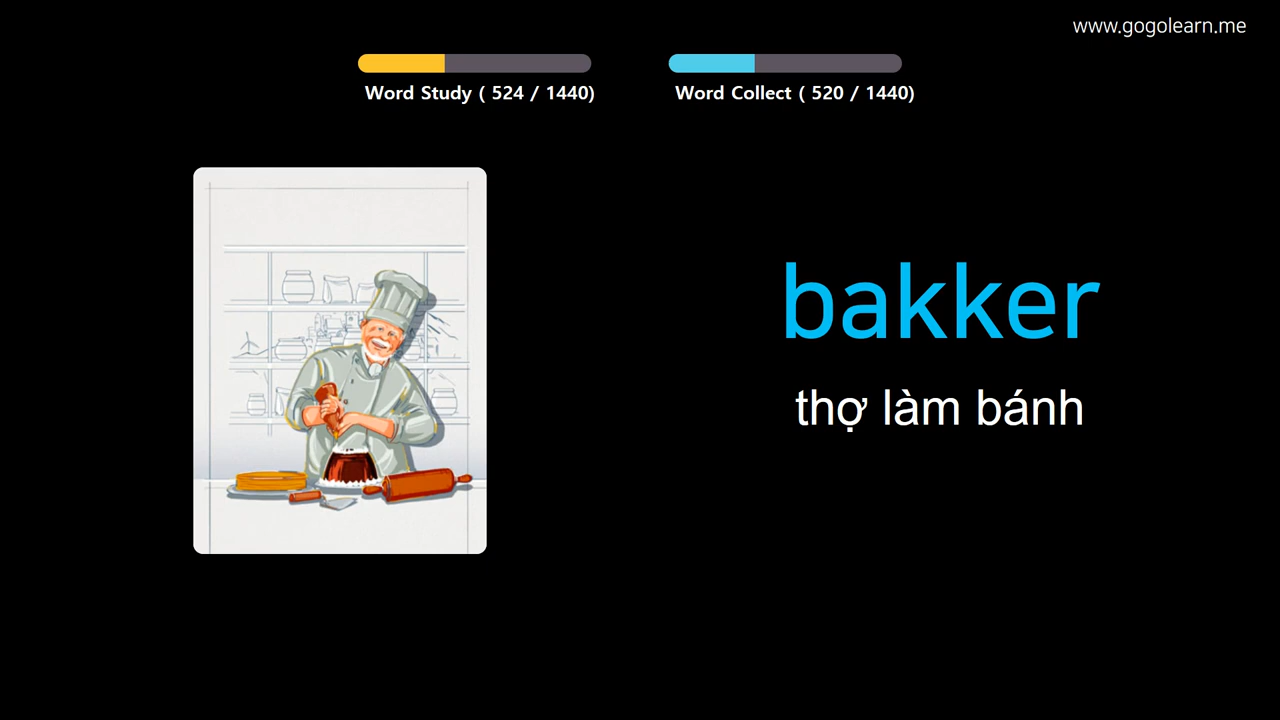 www.gogolearn.me
Word Study ( 524 / 1440)
Word Collect ( 520 / 1440)
bakker
thợ làm bánh